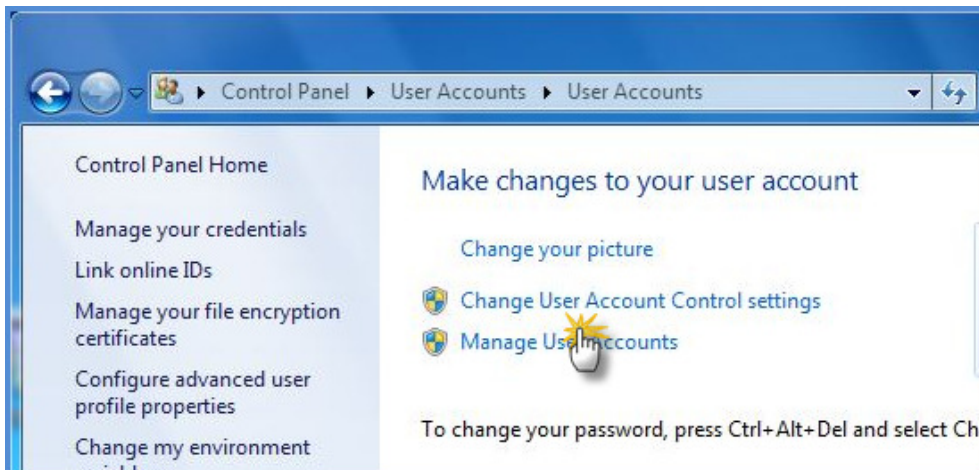 Control Panel User Accounts User Accounts
Control Panel Home
Manage your credentials
Link online IDs
Manage your file encryption
certificates
Configure advanced user
profile properties
Change my environment
Make changes to your user account
Change your picture
Change User Account Control settings
Manage User Accounts
To change your password, press Ctrl+Alt+Del and select Ch